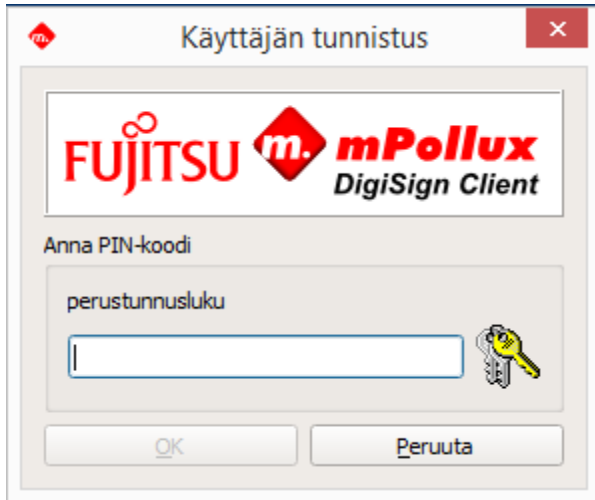 m.
Käyttäjän tunnistus
FUJITSU m. mPollux
DigiSign Client
Anna PIN-koodi
perustunnusluku
OK Peruuta